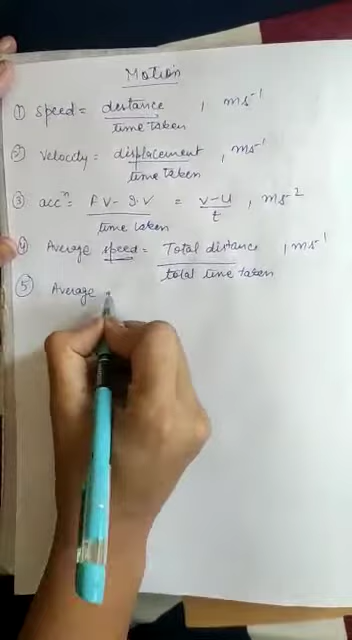 Motion
① Speed = distance / time taken , ms⁻¹
② Velocity = displacement / time taken , ms⁻¹
③ accⁿ = F.V - S.V / time taken = v-u / t , ms⁻²
④ Average speed = Total distance / total time taken , ms⁻¹
⑤ Average